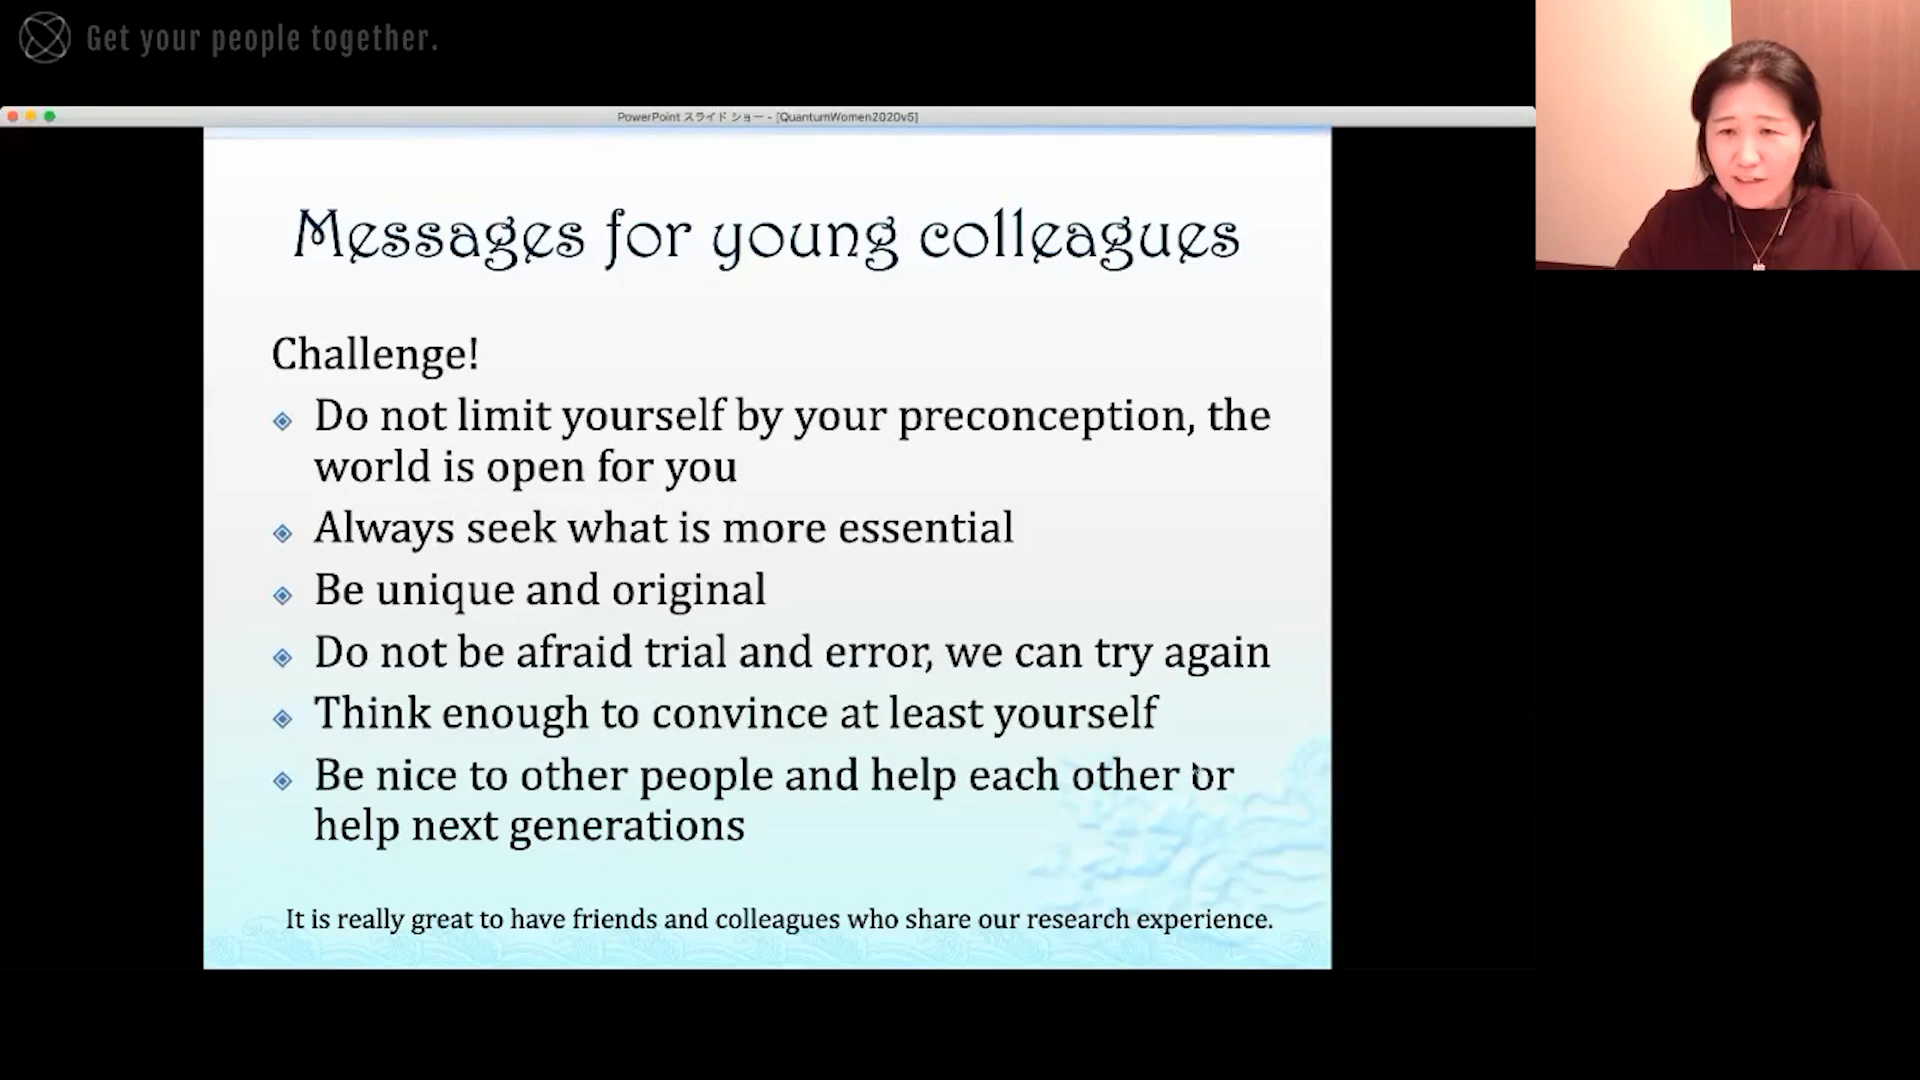 Get your people together.
PowerPoint スライド ショー - [QuantumWomen2020v5]
Messages for young colleagues
Challenge!
Do not limit yourself by your preconception, the
world is open for you
Always seek what is more essential
Be unique and original
Do not be afraid trial and error, we can try again
Think enough to convince at least yourself
Be nice to other people and help each other or
help next generations
It is really great to have friends and colleagues who share our research experience.